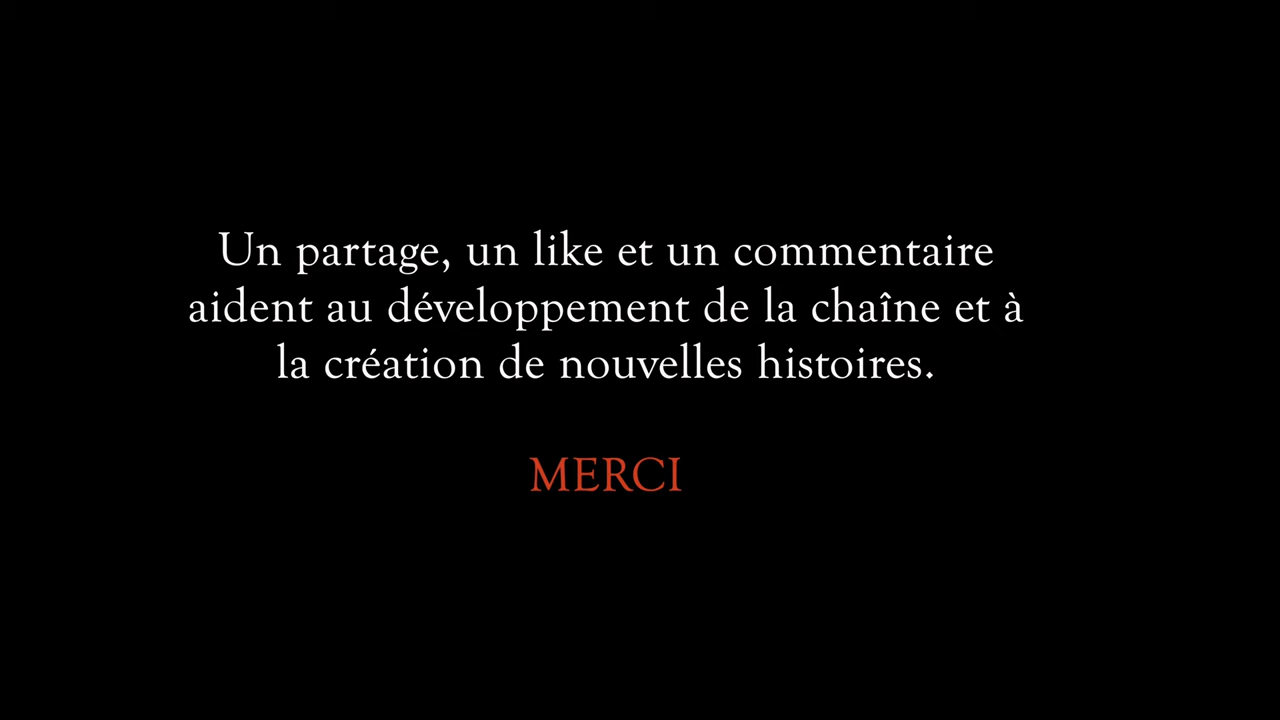 Un partage, un like et un commentaire
aident au développement de la chaîne et à
la création de nouvelles histoires.
MERCI